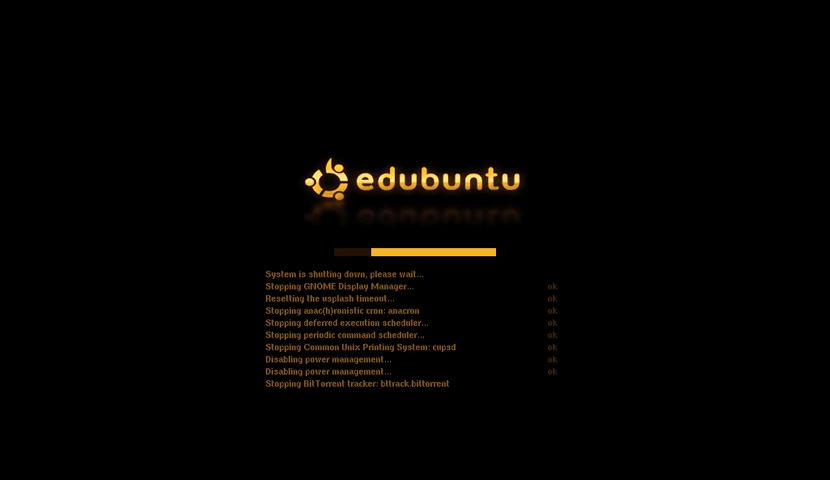 edubuntu
System is shutting down, please wait...
Stopping GNOME Display Manager... ok
Resetting the usplash timeout... ok
Stopping anac(h)ronistic cron: anacron ok
Stopping deferred execution scheduler... ok
Stopping periodic command scheduler... ok
Stopping Common Unix Printing System: cupsd ok
Disabling power management... ok
Disabling power management... ok
Stopping BitTorrent tracker: bttrack.bittorrent